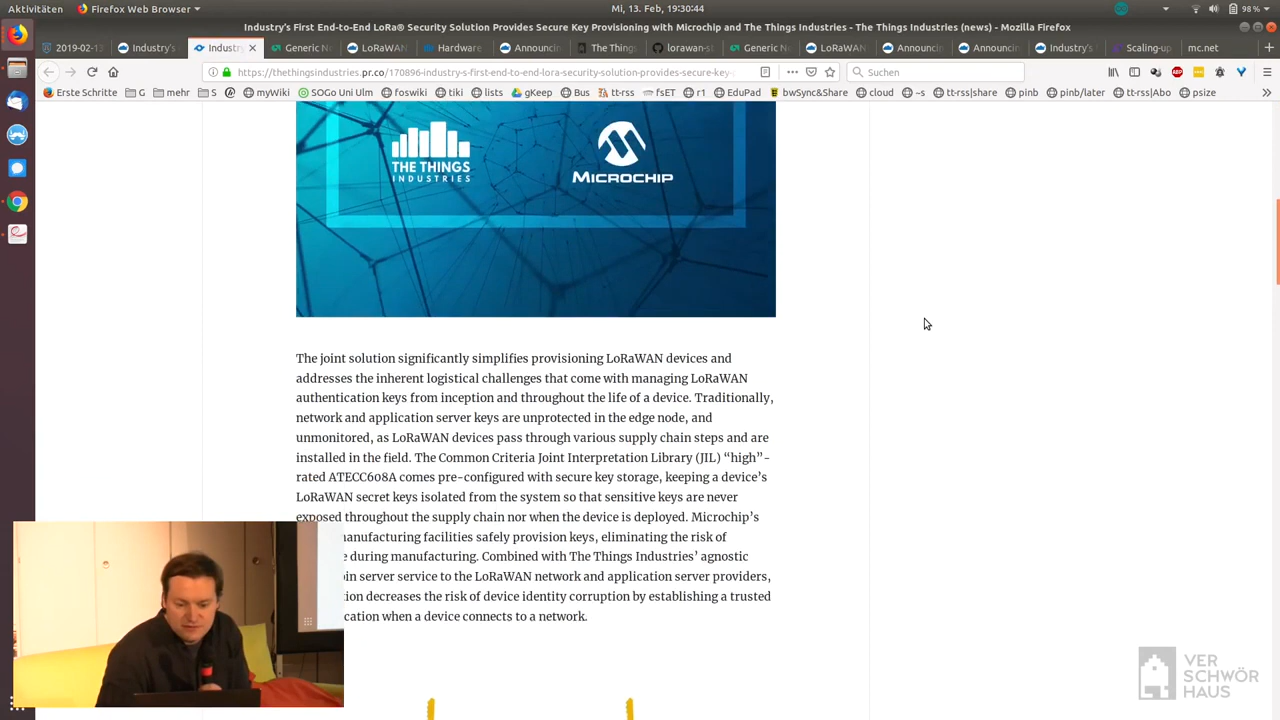 Aktivitäten
Firefox Web Browser
Mi, 13. Feb, 19:30:44
98 %
Industry's First End-to-End LoRa® Security Solution Provides Secure Key Provisioning with Microchip and The Things Industries - The Things Industries (news) - Mozilla Firefox
2019-02-1
Industry's
Industry
Generic N
LoRaWAN
Hardware
Announcin
The Thing
lorawan-st
Generic N
LoRaWAN
Announcin
Announcin
Industry's
Scaling-up
mc.net
https://thethingsindustries.pr.co/170896-industry-s-first-end-to-end-lora-security-solution-provides-secure-key-
Suchen
Erste Schritte
G
mehr
S
myWiki
SOGo Uni Ulm
foswiki
tiki
lists
gKeep
Bus
tt-rss
fsET
r1
EduPad
bwSync&Share
cloud
~s
tt-rss|share
pinb
pinb/later
tt-rss|Abo
psize
THE THINGS
INDUSTRIES
MICROCHIP
The joint solution significantly simplifies provisioning LoRaWAN devices and
addresses the inherent logistical challenges that come with managing LoRaWAN
authentication keys from inception and throughout the life of a device. Traditionally,
network and application server keys are unprotected in the edge node, and
unmonitored, as LoRaWAN devices pass through various supply chain steps and are
installed in the field. The Common Criteria Joint Interpretation Library (JIL) “high”-
rated ATECC608A comes pre-configured with secure key storage, keeping a device’s
LoRaWAN secret keys isolated from the system so that sensitive keys are never
exposed throughout the supply chain nor when the device is deployed. Microchip’s
manufacturing facilities safely provision keys, eliminating the risk of
e during manufacturing. Combined with The Things Industries’ agnostic
oin server service to the LoRaWAN network and application server providers,
tion decreases the risk of device identity corruption by establishing a trusted
cation when a device connects to a network.
VER
SCHWÖR
HAUS